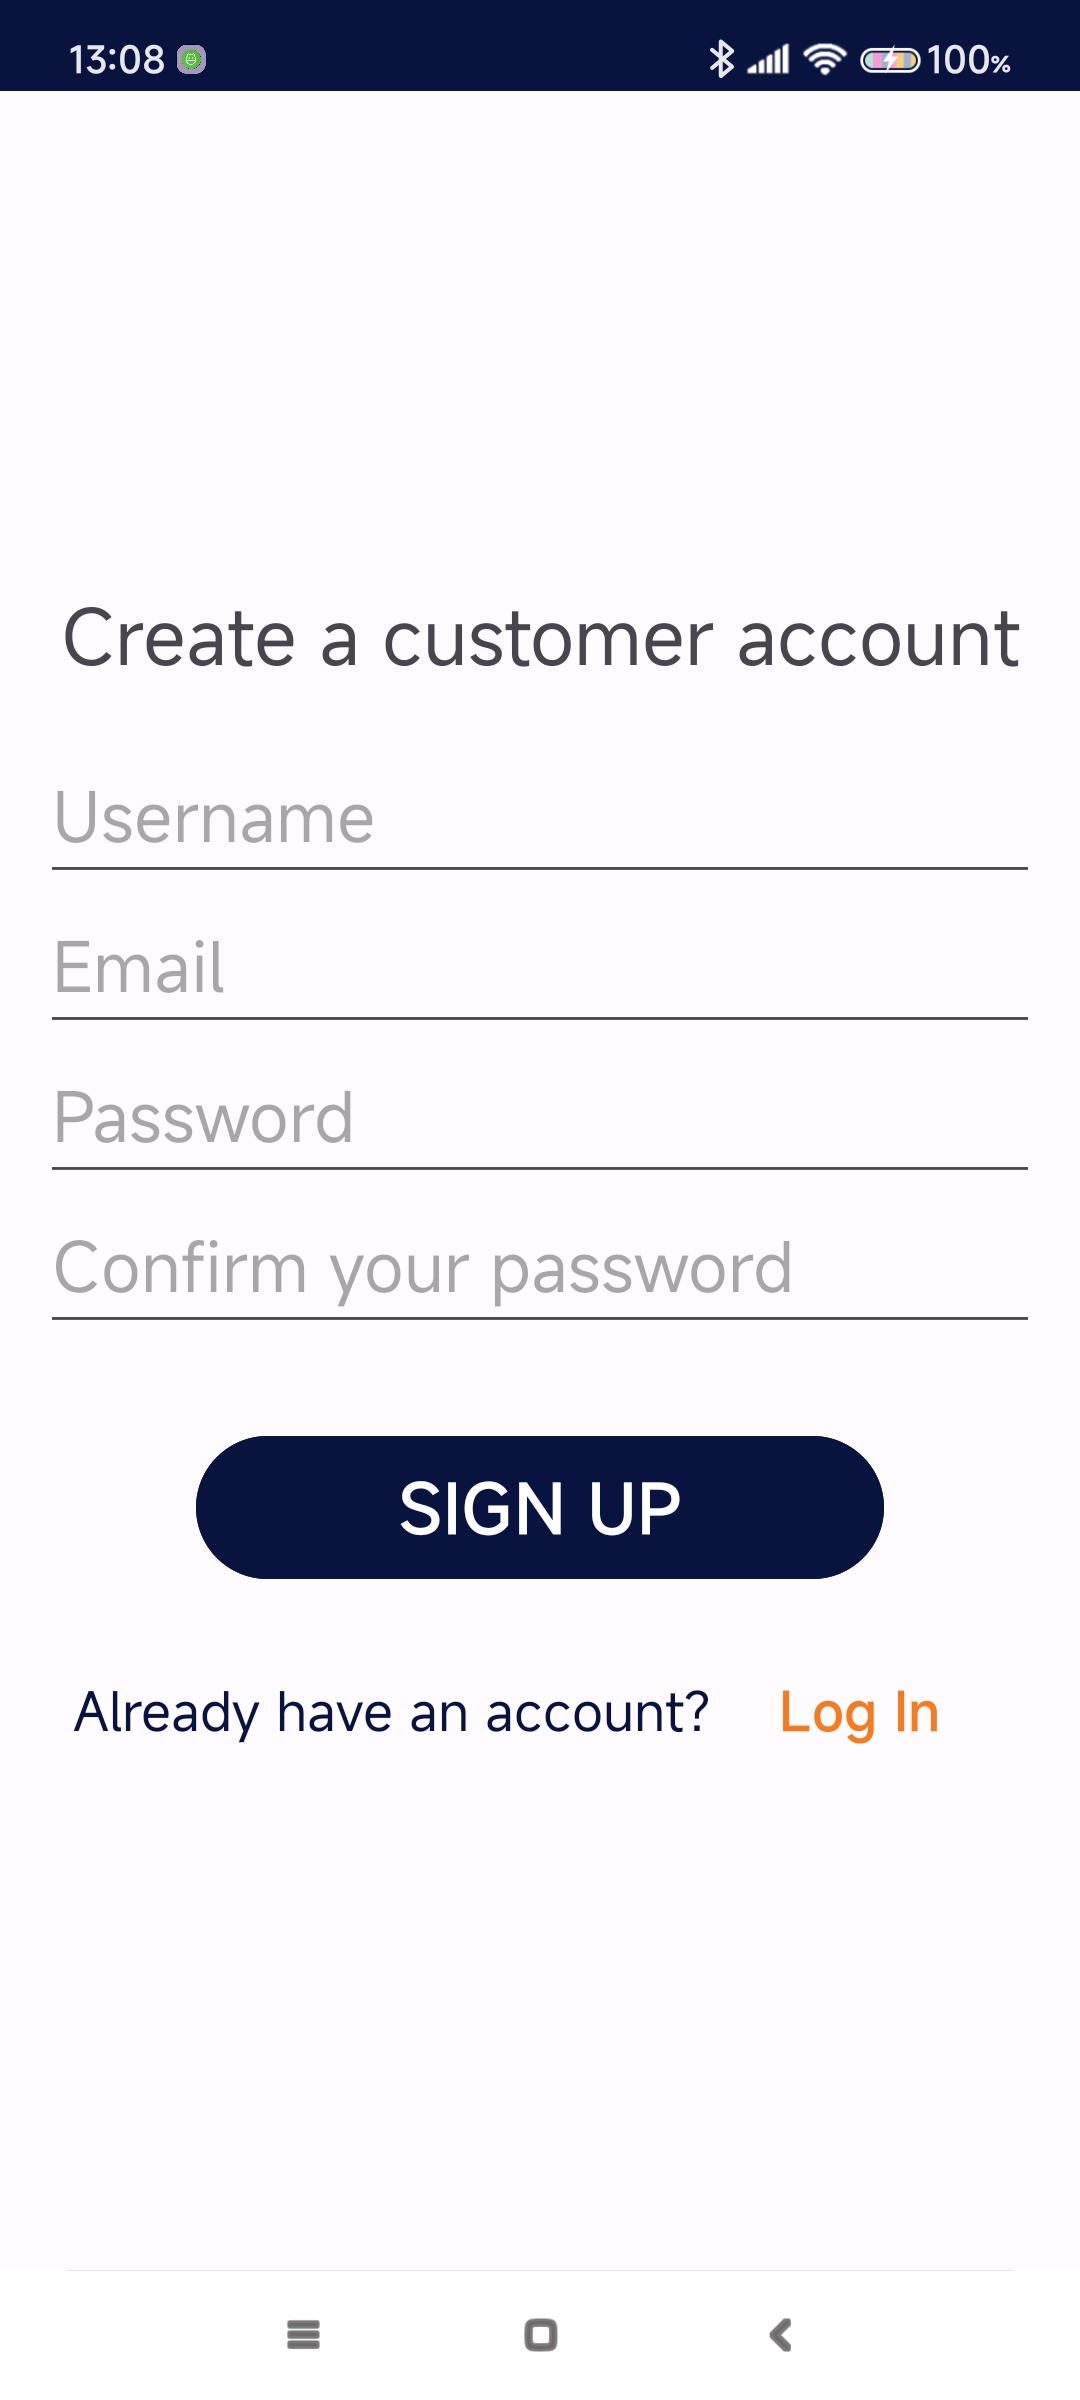 13:08 100%
Create a customer account
Username
Email
Password
Confirm your password
SIGN UP
Already have an account? Log In